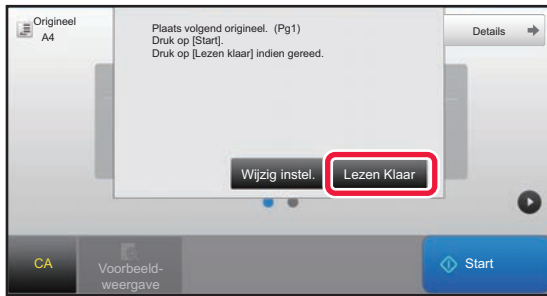 Origineel
A4
Plaats volgend origineel. (Pg1)
Druk op [Start].
Druk op [Lezen klaar] indien gereed.
Details
Wijzig instel.
Lezen Klaar
CA
Voorbeeld-
weergave
Start